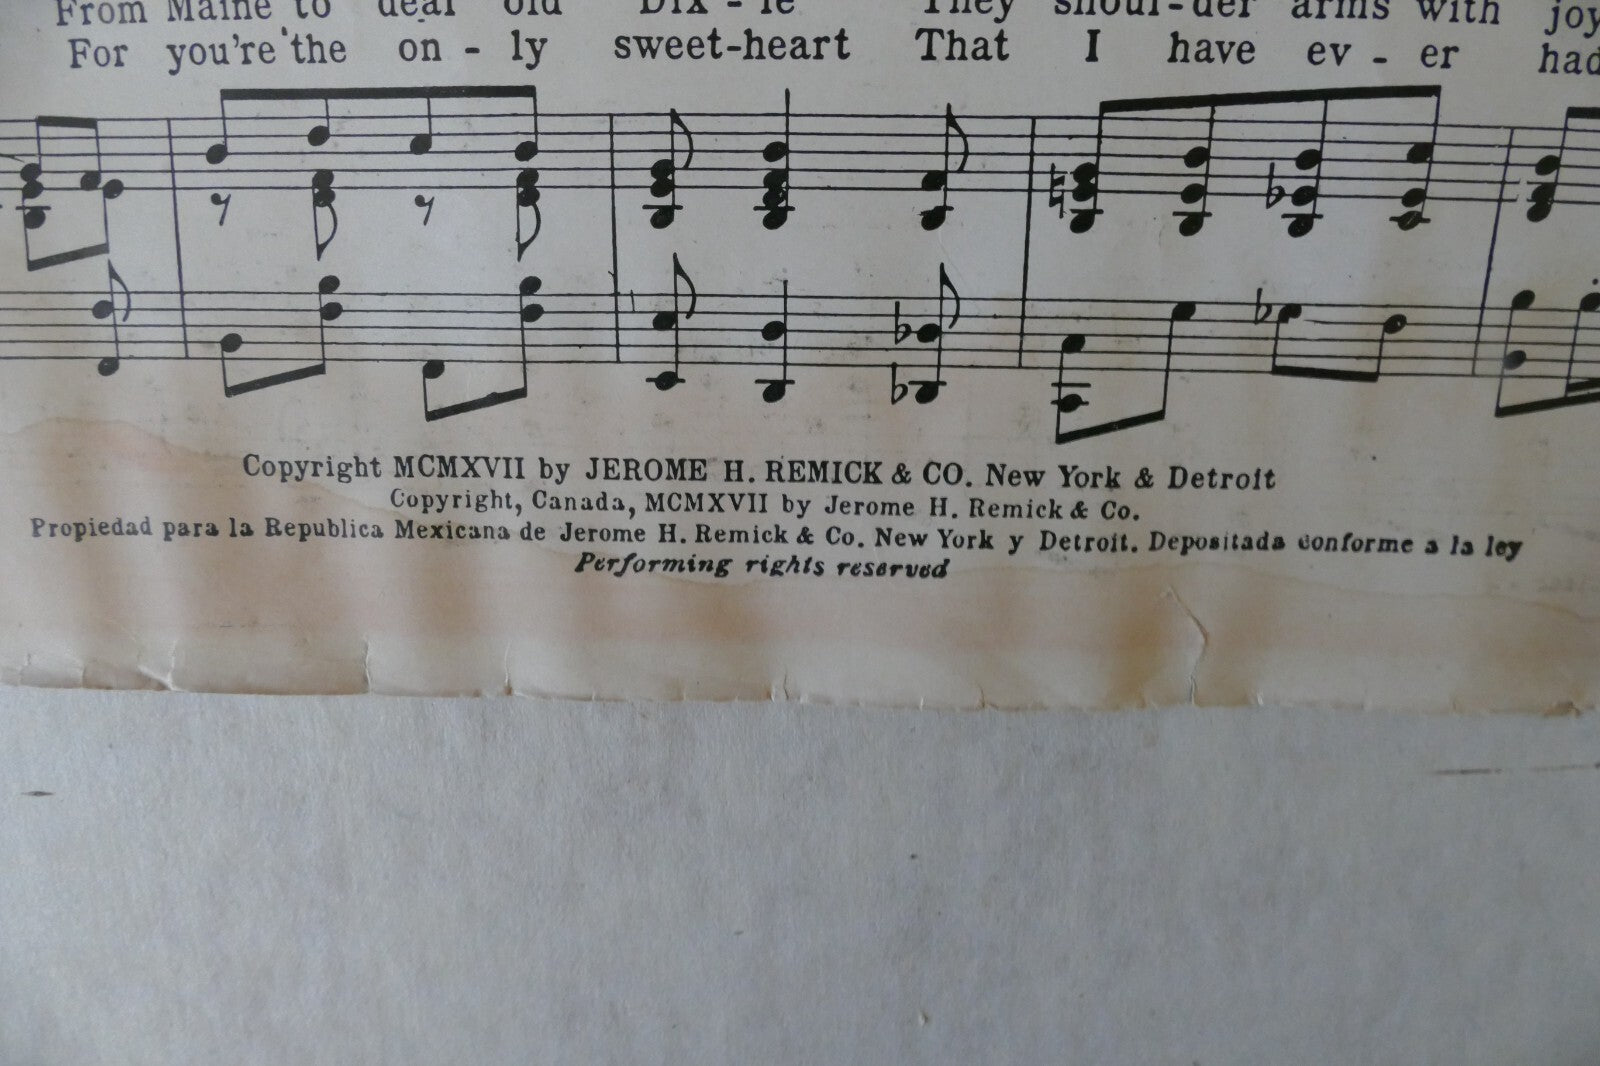 From Maine to dear old Dix - ie They shoul-der arms with joy
For you're the on - ly sweet-heart That I have ev - er had
Copyright MCMXVII by JEROME H. REMICK & CO. New York & Detroit
Copyright, Canada, MCMXVII by Jerome H. Remick & Co.
Propiedad para la Republica Mexicana de Jerome H. Remick & Co. New York y Detroit. Depositada conforme a la ley
Performing rights reserved